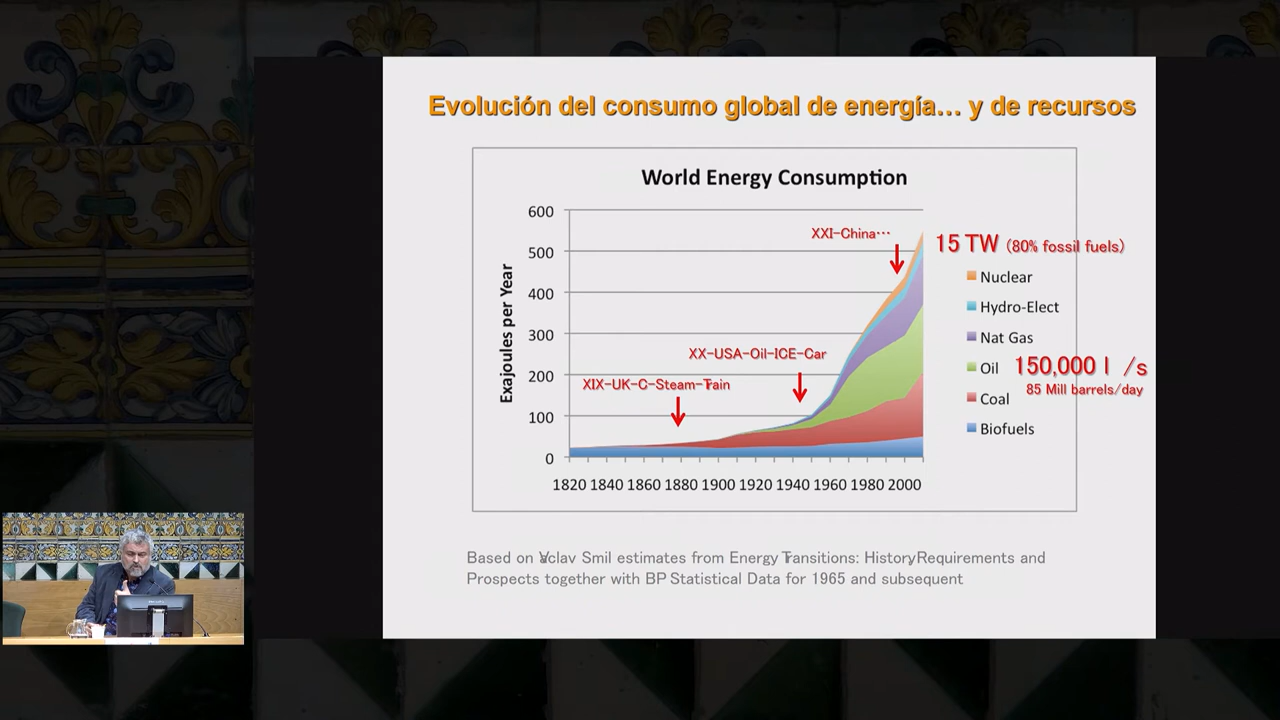 Evolución del consumo global de energía... y de recursos
World Energy Consumption
600
500
400
300
200
100
0
Exajoules per Year
1820 1840 1860 1880 1900 1920 1940 1960 1980 2000
XIX-UK-C-Steam-Train
XX-USA-Oil-ICE-Car
XXI-China...
15 TW (80% fossil fuels)
Nuclear
Hydro-Elect
Nat Gas
Oil 150,000 l /s
85 Mill barrels/day
Coal
Biofuels
Based on Vaclav Smil estimates from Energy Transitions: History, Requirements and
Prospects together with BP Statistical Data for 1965 and subsequent